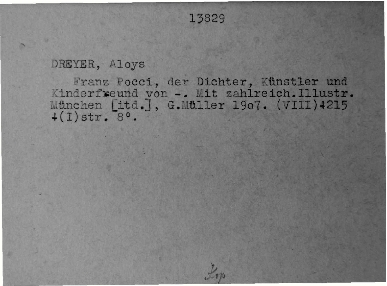 13829
DREYER, Aloys
Franz Pocci, der Dichter, Künstler und
Kinderfreund von -. Mit zahlreich.Illustr.
München [itd.], G.Müller 1907. (VIII)+215
+(I)str. 8°.